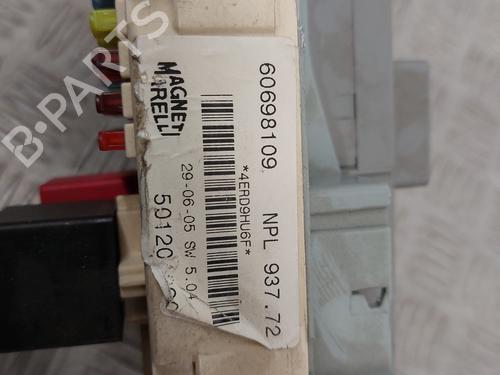 60698109 NPL 937.72
*4ERD9HU6F*
29-06-05 SW 5.04
MAGNETI
MARELLI
50120
B-PARTS